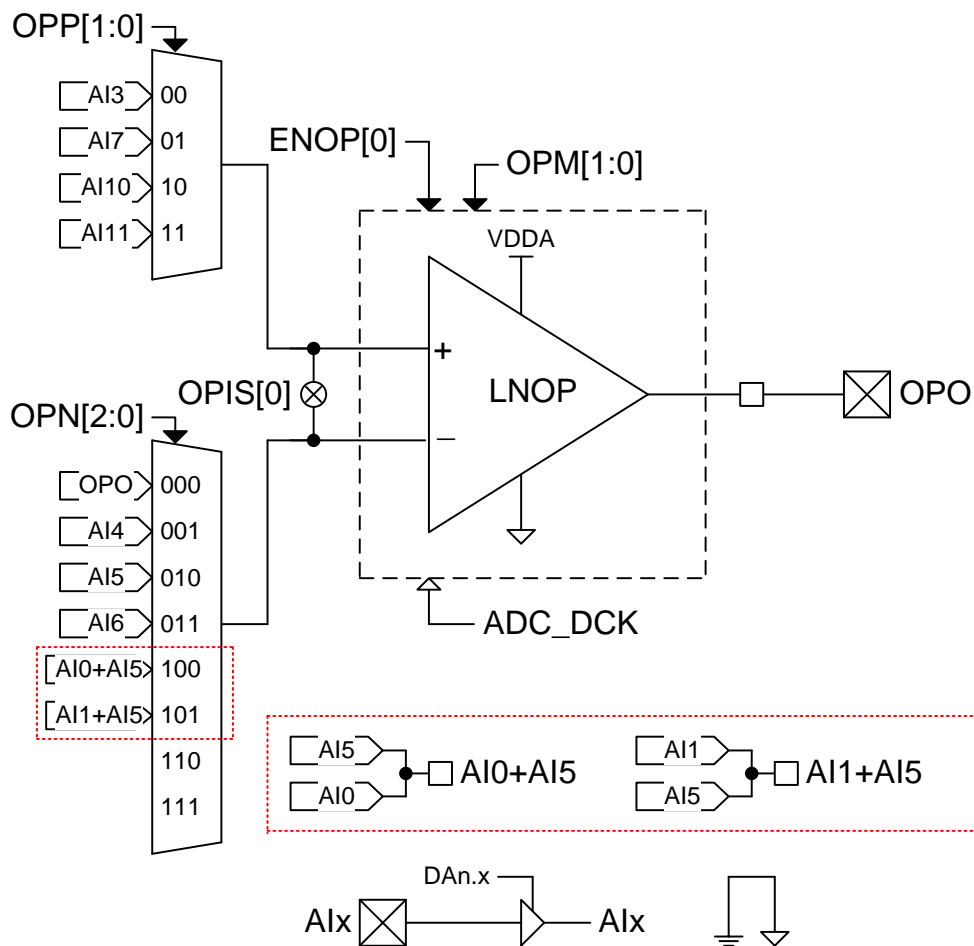 OPP[1:0]
AI3 00
AI7 01
AI10 10
AI11 11
ENOP[0]
OPM[1:0]
VDDA
+
LNOP
−
OPIS[0]
OPO
OPN[2:0]
OPO 000
AI4 001
AI5 010
AI6 011
AI0+AI5 100
AI1+AI5 101
110
111
ADC_DCK
AI5
AI0
AI0+AI5
AI1
AI5
AI1+AI5
DAn.x
AIx
AIx